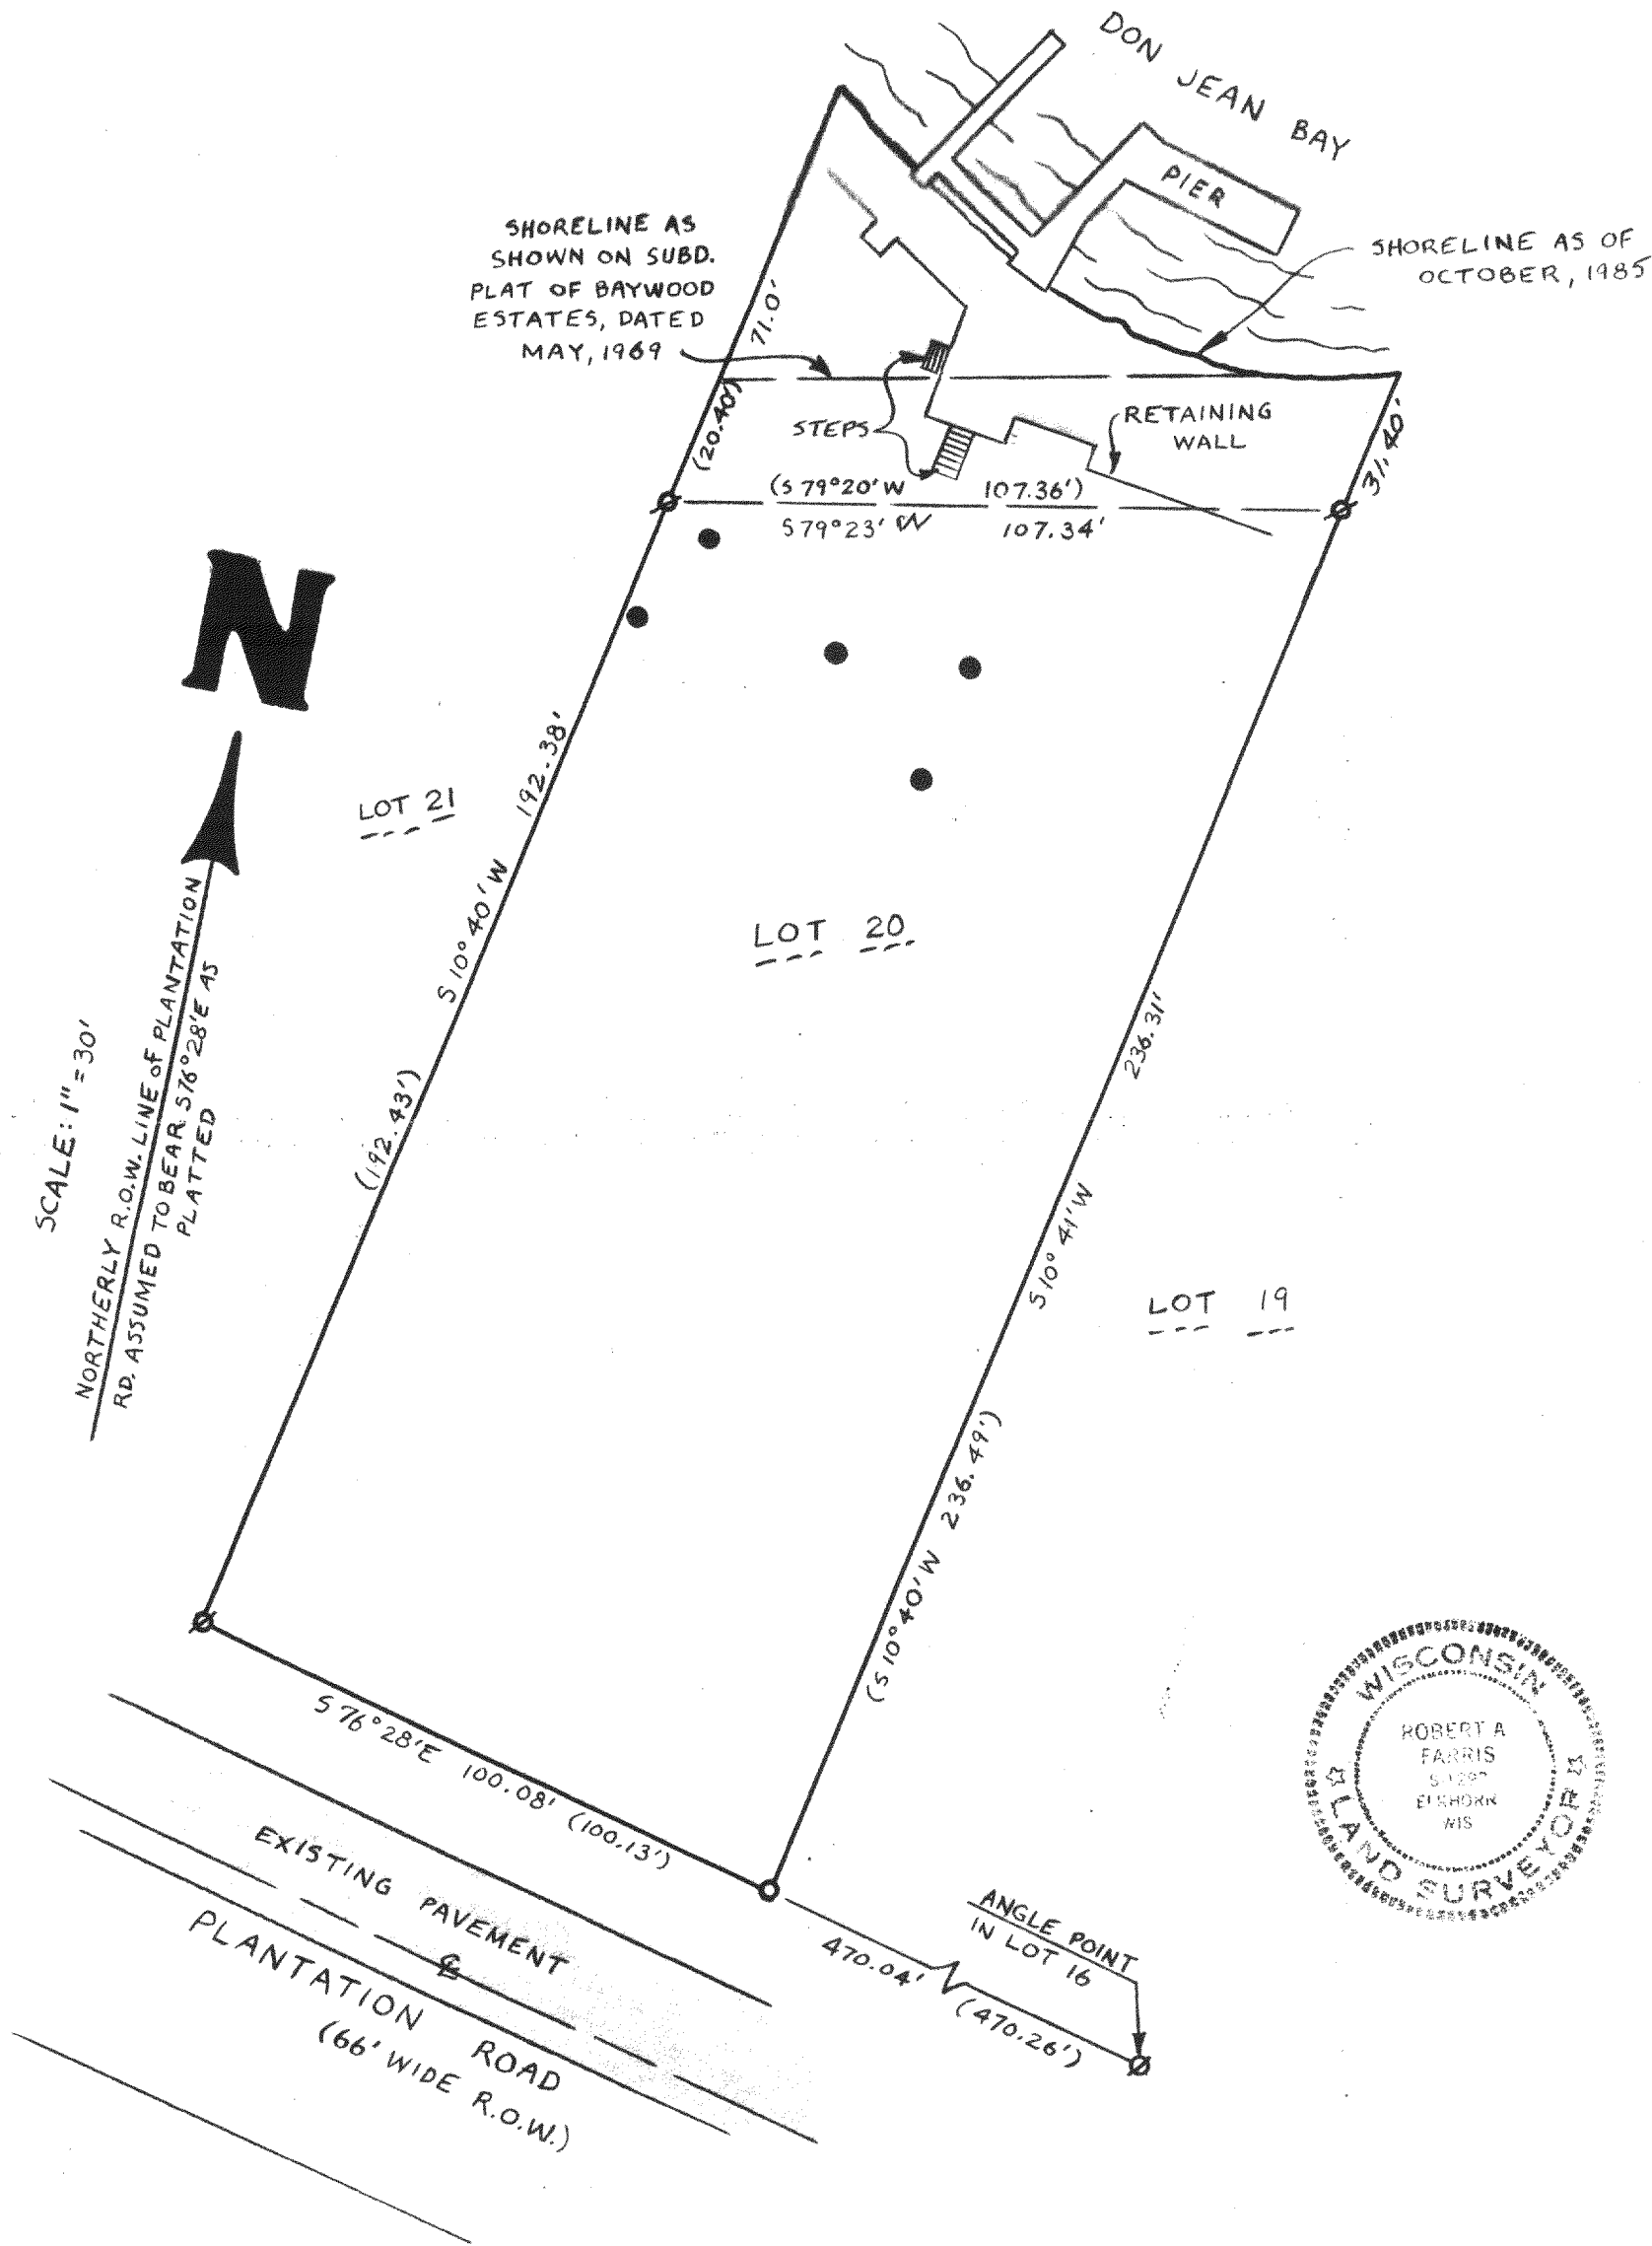 DON JEAN BAY
PIER
SHORELINE AS
SHOWN ON SUBD.
PLAT OF BAYWOOD
ESTATES, DATED
MAY, 1969
SHORELINE AS OF
OCTOBER, 1985
71.0'
(20.40')
STEPS
RETAINING
WALL
31.40'
(S 79°20' W 107.36')
S 79°23' W 107.34'
N
LOT 21
S 10° 40' W 192.38'
(192.43')
LOT 20
236.31'
S 10° 41' W
(S 10° 40' W 236.49')
LOT 19
SCALE: 1" = 30'
NORTHERLY R.O.W. LINE of PLANTATION
RD. ASSUMED TO BEAR S76°28'E AS
PLATTED
S 76°28'E 100.08' (100.13')
EXISTING PAVEMENT
℄
PLANTATION ROAD
(66' WIDE R.O.W.)
ANGLE POINT
IN LOT 16
470.04' (470.26')
WISCONSIN
ROBERT A
FARRIS
ELKHORN
WIS
LAND SURVEYOR